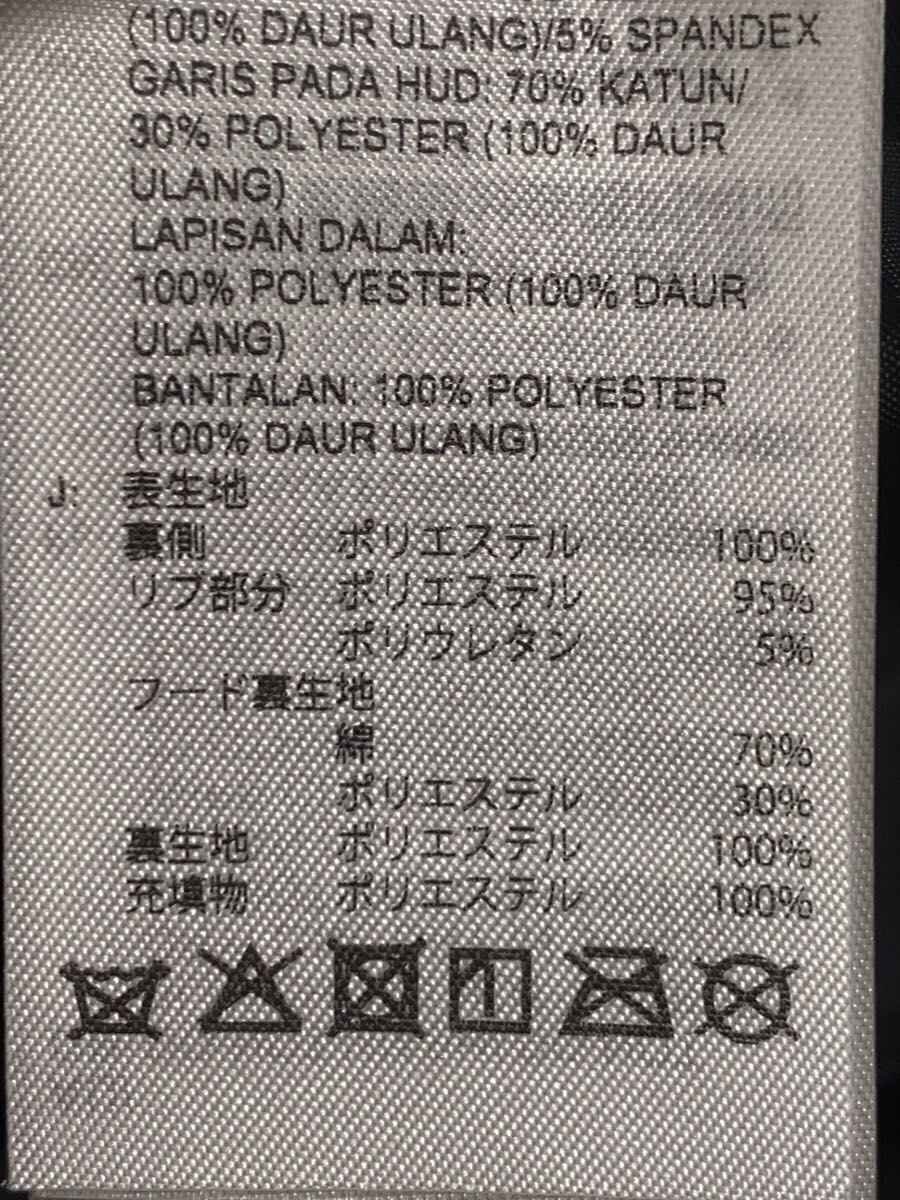 (100% DAUR ULANG)/5% SPANDEX
GARIS PADA HUD: 70% KATUN/
30% POLYESTER (100% DAUR
ULANG)
LAPISAN DALAM:
100% POLYESTER (100% DAUR
ULANG)
BANTALAN: 100% POLYESTER
(100% DAUR ULANG)
J: 表生地
裏側 ポリエステル 100%
リブ部分 ポリエステル 95%
ポリウレタン 5%
フード裏生地
綿 70%
ポリエステル 30%
裏生地 ポリエステル 100%
充填物 ポリエステル 100%